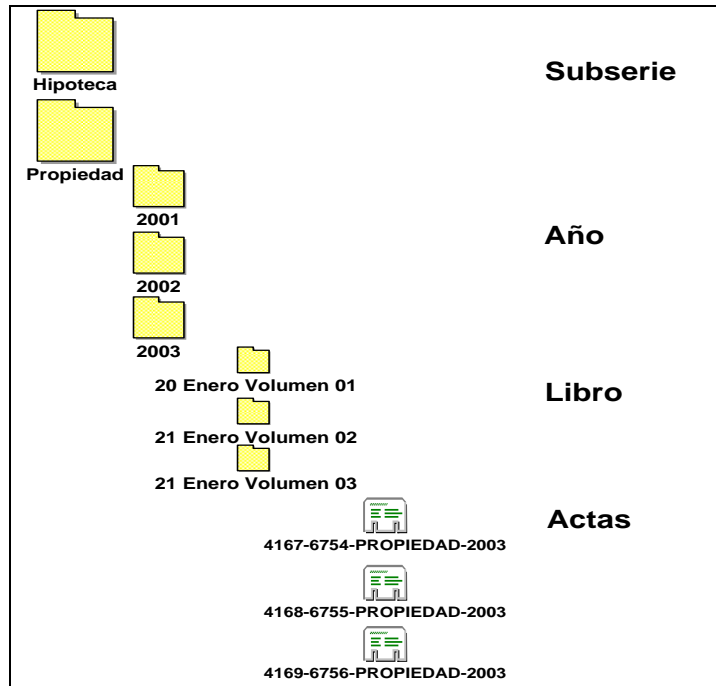 Subserie
Hipoteca
Propiedad
2001
Año
2002
2003
20 Enero Volumen 01
Libro
21 Enero Volumen 02
21 Enero Volumen 03
Actas
4167-6754-PROPIEDAD-2003
4168-6755-PROPIEDAD-2003
4169-6756-PROPIEDAD-2003